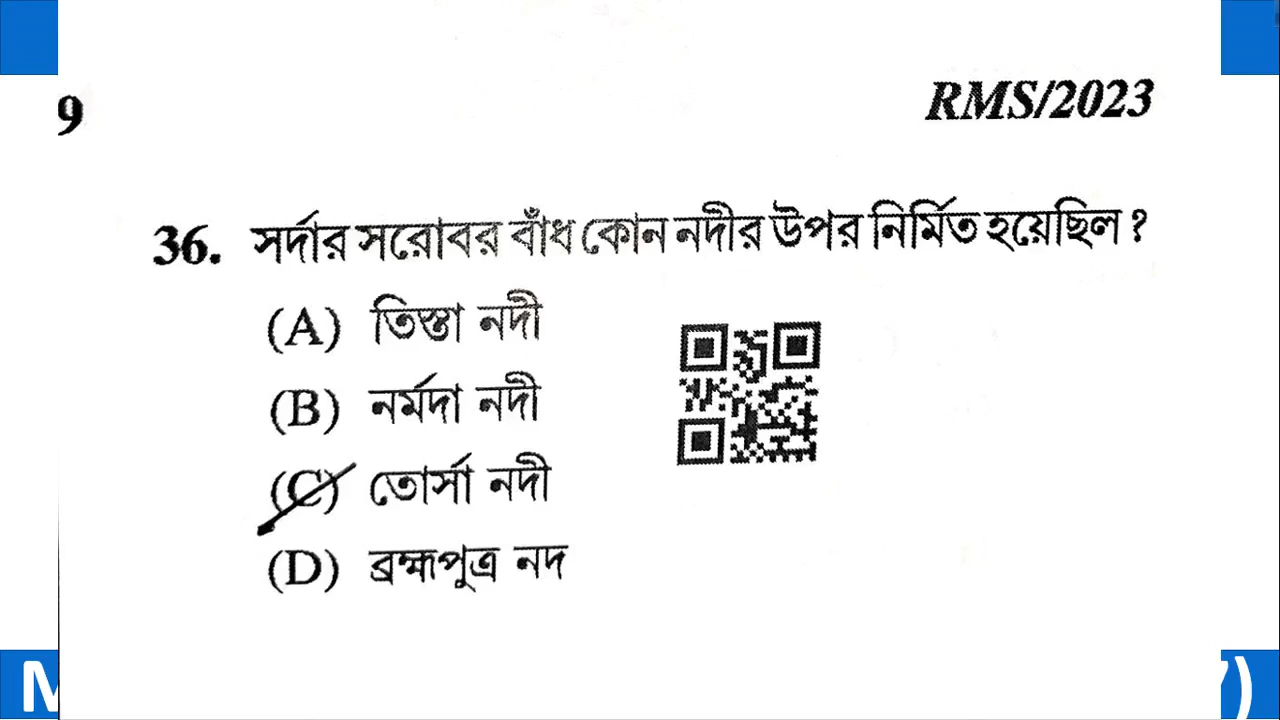 9
RMS/2023
36. সর্দার সরোবর বাঁধ কোন নদীর উপর নির্মিত হয়েছিল ?
(A) তিস্তা নদী
(B) নর্মদা নদী
(C) তোর্সা নদী
(D) ব্রহ্মপুত্র নদ